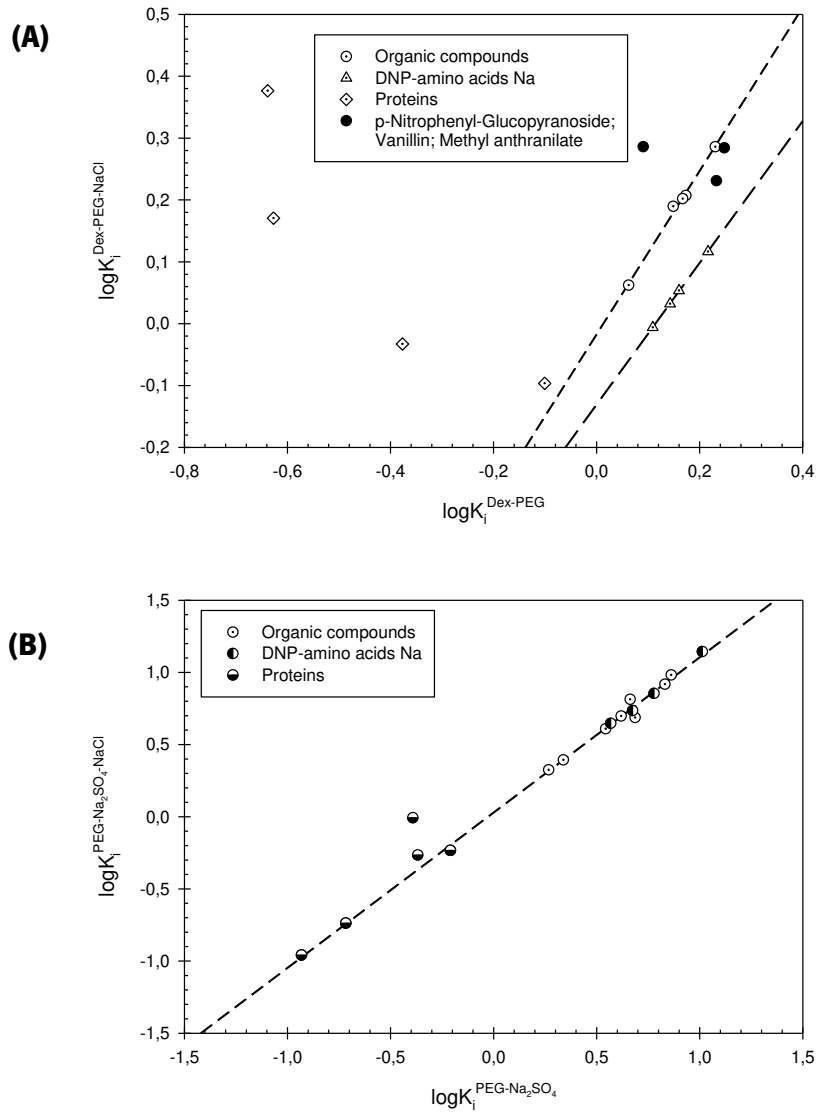 (A)
0,5
0,4
0,3
0,2
0,1
0,0
-0,1
-0,2
logK_i^Dex-PEG-NaCl
Organic compounds
DNP-amino acids Na
Proteins
p-Nitrophenyl-Glucopyranoside;
Vanillin; Methyl anthranilate
-0,8 -0,6 -0,4 -0,2 0,0 0,2 0,4
logK_i^Dex-PEG
(B)
1,5
1,0
0,5
0,0
-0,5
-1,0
-1,5
logK_i^PEG-Na₂SO₄-NaCl
Organic compounds
DNP-amino acids Na
Proteins
-1,5 -1,0 -0,5 0,0 0,5 1,0 1,5
logK_i^PEG-Na₂SO₄